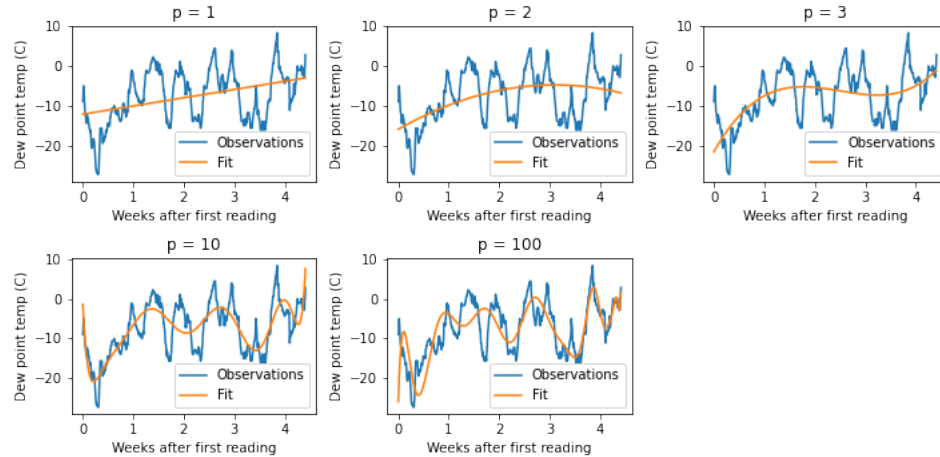 p = 1
10
0
−10
−20
Dew point temp (C)
Observations
Fit
0 1 2 3 4
Weeks after first reading
p = 2
10
0
−10
−20
Dew point temp (C)
Observations
Fit
0 1 2 3 4
Weeks after first reading
p = 3
10
0
−10
−20
Dew point temp (C)
Observations
Fit
0 1 2 3 4
Weeks after first reading
p = 10
10
0
−10
−20
Dew point temp (C)
Observations
Fit
0 1 2 3 4
Weeks after first reading
p = 100
10
0
−10
−20
Dew point temp (C)
Observations
Fit
0 1 2 3 4
Weeks after first reading